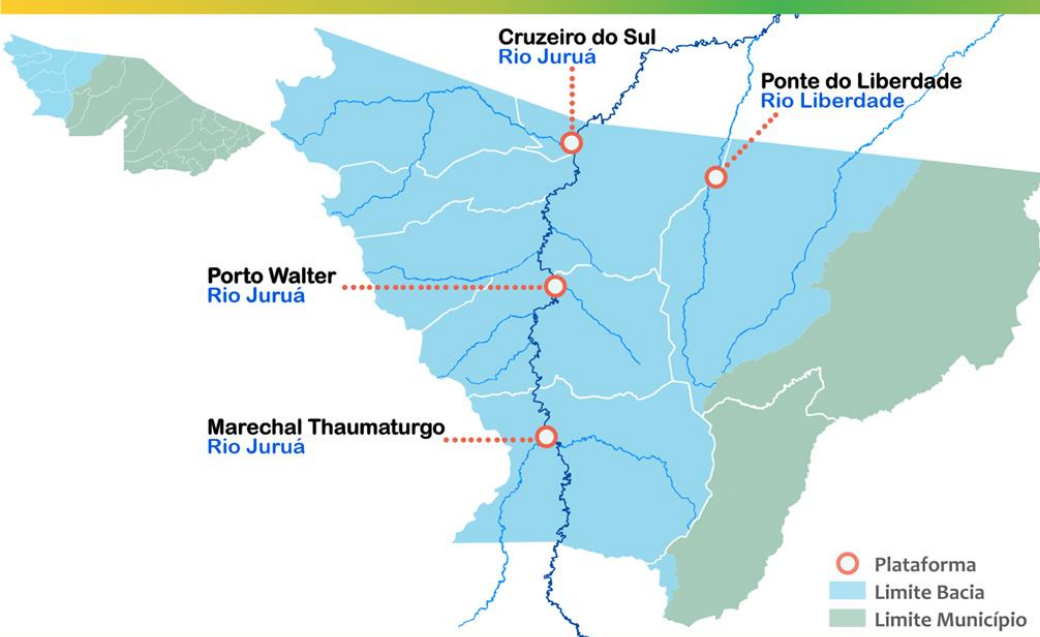 Cruzeiro do Sul
Rio Juruá
Ponte do Liberdade
Rio Liberdade
Porto Walter
Rio Juruá
Marechal Thaumaturgo
Rio Juruá
Plataforma
Limite Bacia
Limite Município